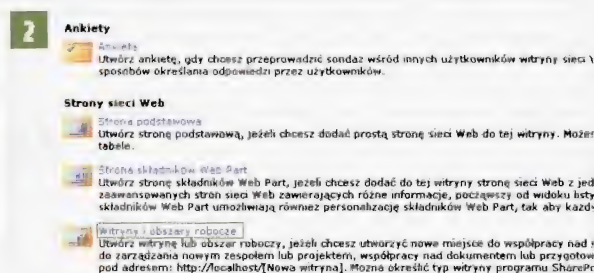 2
Ankiety
Ankieta
Utwórz ankietę, gdy chcesz przeprowadzić sondaż wśród innych użytkowników witryny sieci
sposobów określania odpowiedzi przez użytkowników.
Strony sieci Web
Strona podstawowa
Utwórz stronę podstawową, jeżeli chcesz dodać prostą stronę sieci Web do tej witryny. Możes
tabele.
Strona składników Web Part
Utwórz stronę składników Web Part, jeżeli chcesz dodać do tej witryny stronę sieci Web z jed
zaawansowanych stron sieci Web zawierających różne informacje, począwszy od widoku listy
składników Web Part umożliwiają również personalizację składników Web Part, tak aby każdy
Witryny i obszary robocze
Utwórz witrynę lub obszar roboczy, jeżeli chcesz utworzyć nowe miejsce do współpracy nad s
do zarządzania nowym zespołem lub projektem, współpracy nad dokumentem lub przygotow
pod adresem: http://localhost/[Nowa witryna]. Można określić typ witryny programu SharePo